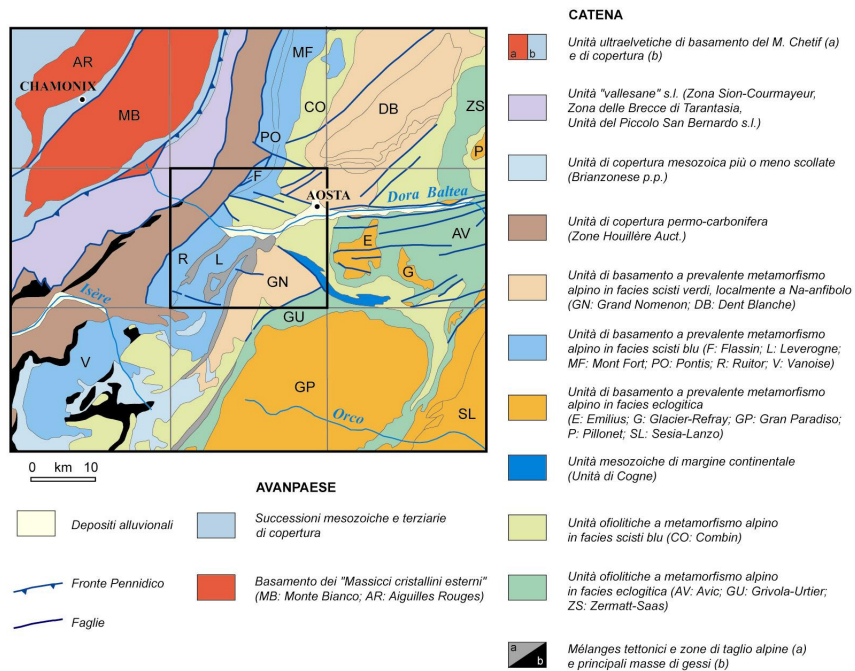 AR
CHAMONIX
MB
MF
CO
DB
ZS
P
PO
F
AOSTA
Dora Baltea
R
L
E
AV
G
GN
Isère
GU
V
GP
Orco
SL
0 km 10
Depositi alluvionali
Fronte Pennidico
Faglie
AVANPAESE
Successioni mesozoiche e terziarie
di copertura
Basamento dei "Massicci cristallini esterni"
(MB: Monte Bianco; AR: Aiguilles Rouges)
CATENA
a b
Unità ultraelvetiche di basamento del M. Chetif (a)
e di copertura (b)
Unità "vallesane" s.l. (Zona Sion-Courmayeur,
Zona delle Brecce di Tarantasia,
Unità del Piccolo San Bernardo s.l.)
Unità di copertura mesozoica più o meno scollate
(Brianzonese p.p.)
Unità di copertura permo-carbonifera
(Zone Houillère Auct.)
Unità di basamento a prevalente metamorfismo
alpino in facies scisti verdi, localmente a Na-anfibolo
(GN: Grand Nomenon; DB: Dent Blanche)
Unità di basamento a prevalente metamorfismo
alpino in facies scisti blu (F: Flassin; L: Leverogne;
MF: Mont Fort; PO: Pontis; R: Ruitor; V: Vanoise)
Unità di basamento a prevalente metamorfismo
alpino in facies eclogitica
(E: Emilius; G: Glacier-Refray; GP: Gran Paradiso;
P: Pillonet; SL: Sesia-Lanzo)
Unità mesozoiche di margine continentale
(Unità di Cogne)
Unità ofiolitiche a metamorfismo alpino
in facies scisti blu (CO: Combin)
Unità ofiolitiche a metamorfismo alpino
in facies eclogitica (AV: Avic; GU: Grivola-Urtier;
ZS: Zermatt-Saas)
a b
Mélanges tettonici e zone di taglio alpine (a)
e principali masse di gessi (b)